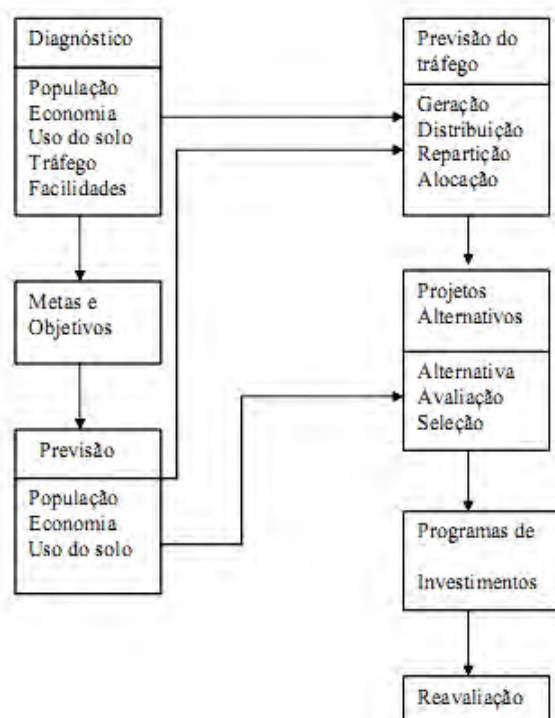 Diagnóstico
População
Economia
Uso do solo
Tráfego
Facilidades
Metas e
Objetivos
Previsão
População
Economia
Uso do solo
Previsão do
tráfego
Geração
Distribuição
Repartição
Alocação
Projetos
Alternativos
Alternativa
Avaliação
Seleção
Programas de
Investimentos
Reavaliação